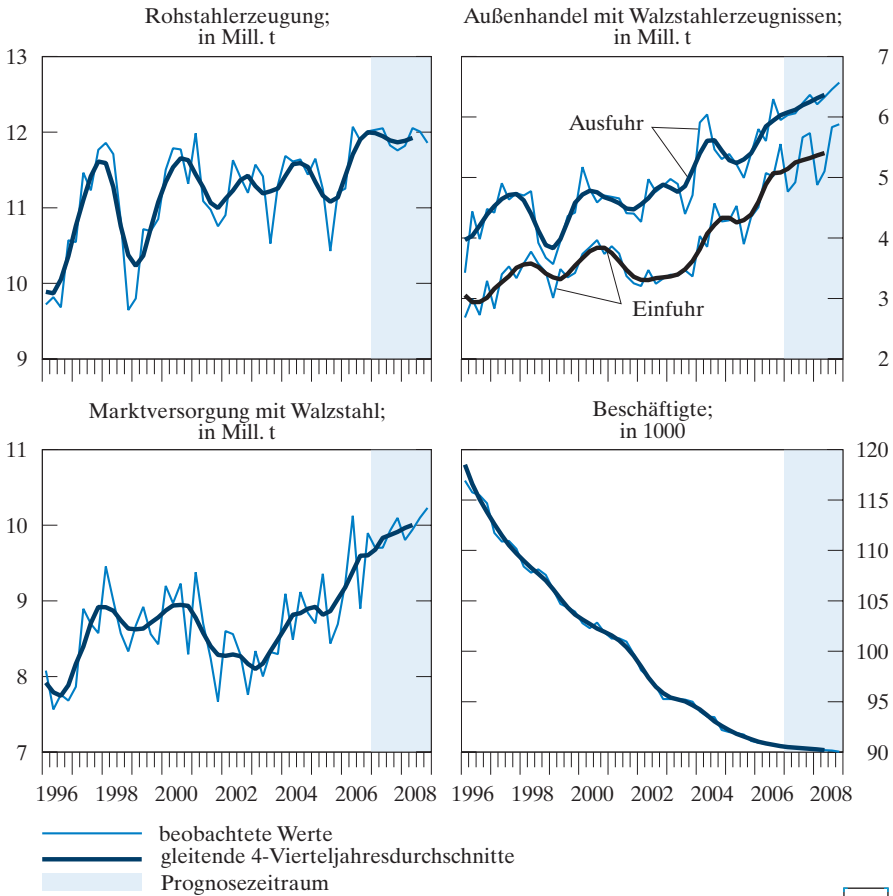 Rohstahlerzeugung;
in Mill. t
13
12
11
10
9
Außenhandel mit Walzstahlerzeugnissen;
in Mill. t
7
6
5
4
3
2
Ausfuhr
Einfuhr
Marktversorgung mit Walzstahl;
in Mill. t
11
10
9
8
7
1996 1998 2000 2002 2004 2006 2008
Beschäftigte;
in 1000
120
115
110
105
100
95
90
1996 1998 2000 2002 2004 2006 2008
beobachtete Werte
gleitende 4-Vierteljahresdurchschnitte
Prognosezeitraum